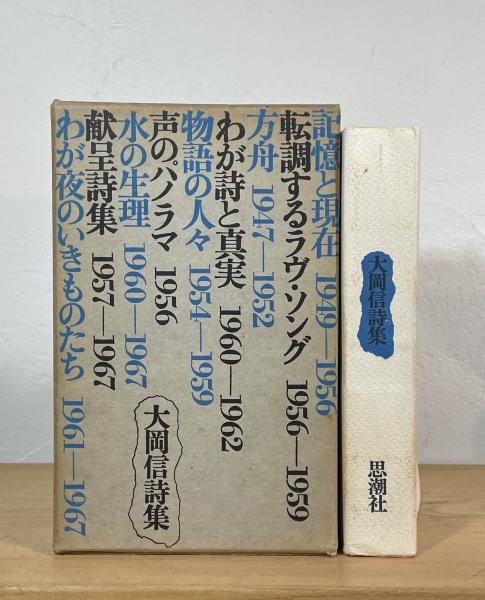 記憶と現在 1949—1956
転調するラヴ・ソング 1956—1959
方舟 1947—1952
わが詩と真実 1960—1962
物語の人々 1954—1959
声のパノラマ 1956
水の生理 1960—1967
献呈詩集 1957—1967
わが夜のいきものたち 1961—1967
大岡信詩集
大岡信詩集
思潮社